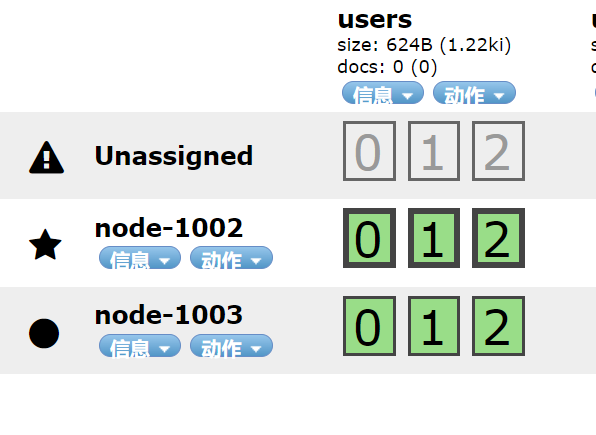 users
size: 624B (1.22ki)
docs: 0 (0)
信息 动作
Unassigned
0 1 2
node-1002
信息 动作
0 1 2
node-1003
信息 动作
0 1 2